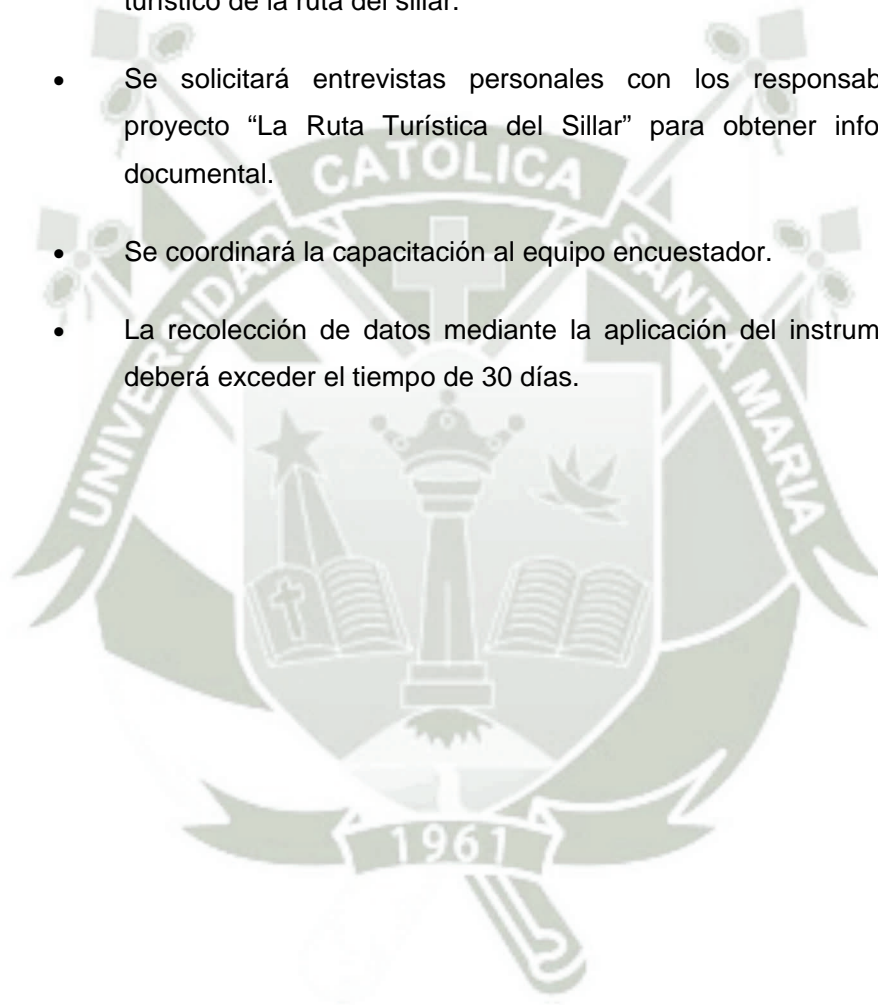 turístico de la ruta del sillar.
• Se solicitará entrevistas personales con los responsab
proyecto “La Ruta Turística del Sillar” para obtener info
documental.
• Se coordinará la capacitación al equipo encuestador.
• La recolección de datos mediante la aplicación del instrum
deberá exceder el tiempo de 30 días.
UNIVERSIDAD CATOLICA SANTA MARIA
1961